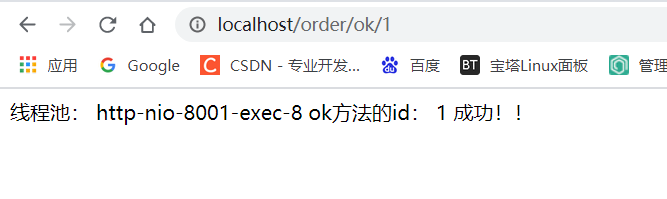 localhost/order/ok/1
应用 Google C CSDN - 专业开发... 百度 BT 宝塔Linux面板 管理
线程池： http-nio-8001-exec-8 ok方法的id： 1 成功！！